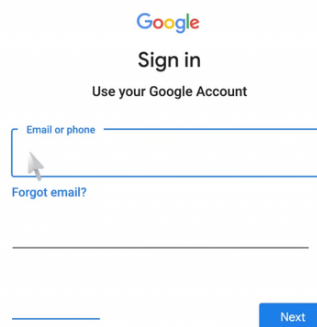 Google
Sign in
Use your Google Account
Email or phone
Forgot email?
Next